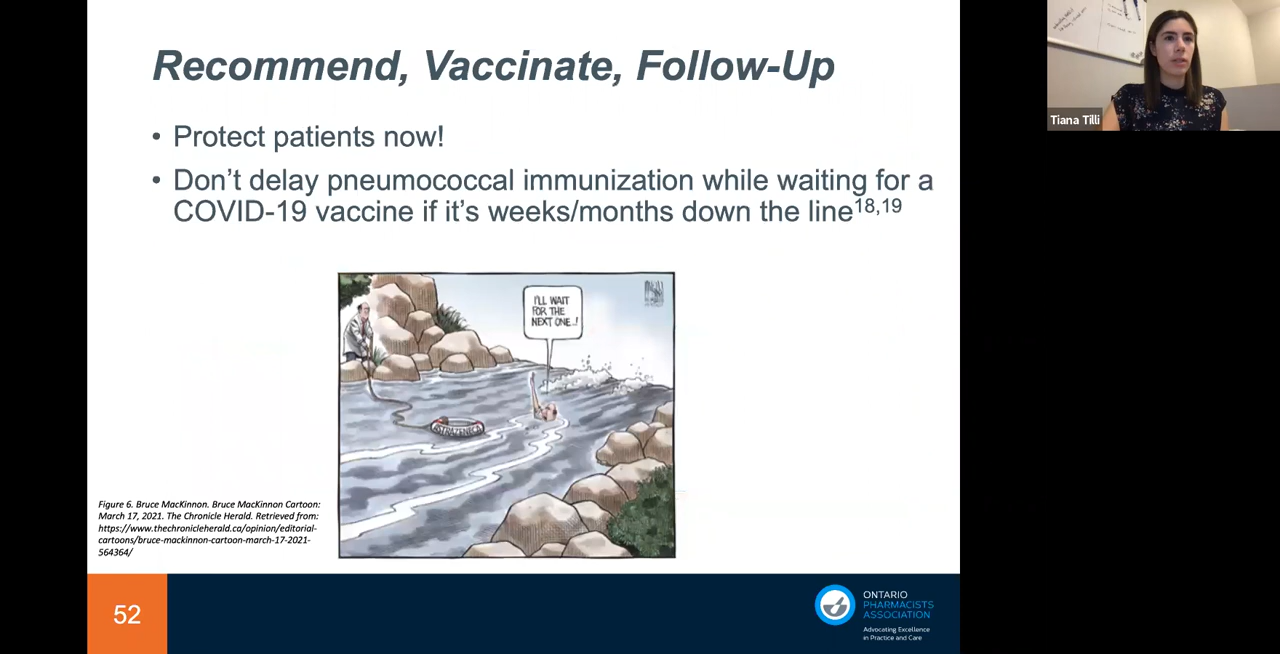 Recommend, Vaccinate, Follow-Up
• Protect patients now!
• Don't delay pneumococcal immunization while waiting for a
COVID-19 vaccine if it's weeks/months down the line18,19
I'LL WAIT
FOR THE
NEXT ONE..!
ASTRAZENECA
Figure 6. Bruce MacKinnon. Bruce MacKinnon Cartoon:
March 17, 2021. The Chronicle Herald. Retrieved from:
https://www.thechronicleherald.ca/opinion/editorial-
cartoons/bruce-mackinnon-cartoon-march-17-2021-
564364/
52
ONTARIO
PHARMACISTS
ASSOCIATION
Advocating Excellence
in Practice and Care
Tiana Tilli